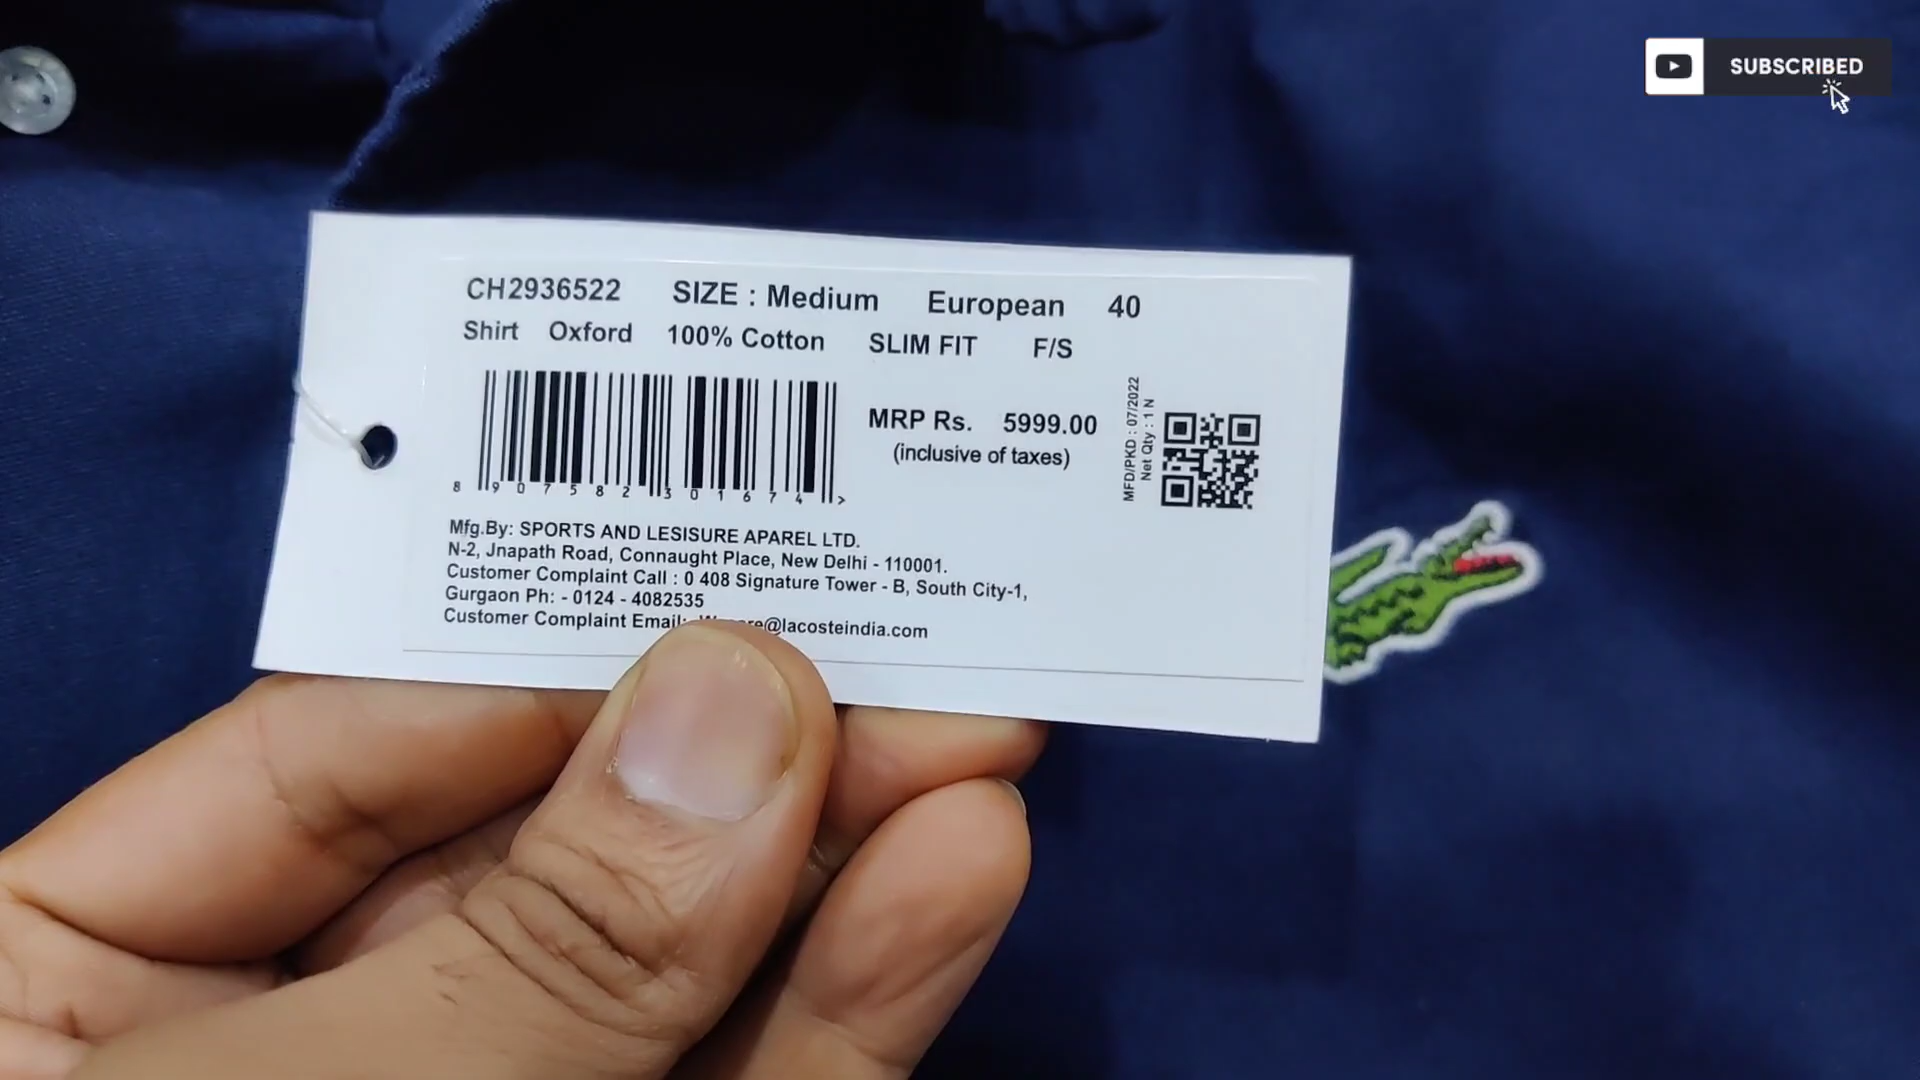 SUBSCRIBED
CH2936522 SIZE : Medium European 40
Shirt Oxford 100% Cotton SLIM FIT F/S
MRP Rs. 5999.00
(inclusive of taxes)
MFD/PKD : 07/2022
Net Qty : 1 N
8 907582 301674 >
Mfg.By: SPORTS AND LESISURE APAREL LTD.
N-2, Jnapath Road, Connaught Place, New Delhi - 110001.
Customer Complaint Call : 0 408 Signature Tower - B, South City-1,
Gurgaon Ph: - 0124 - 4082535
Customer Complaint Email: @lacosteindia.com